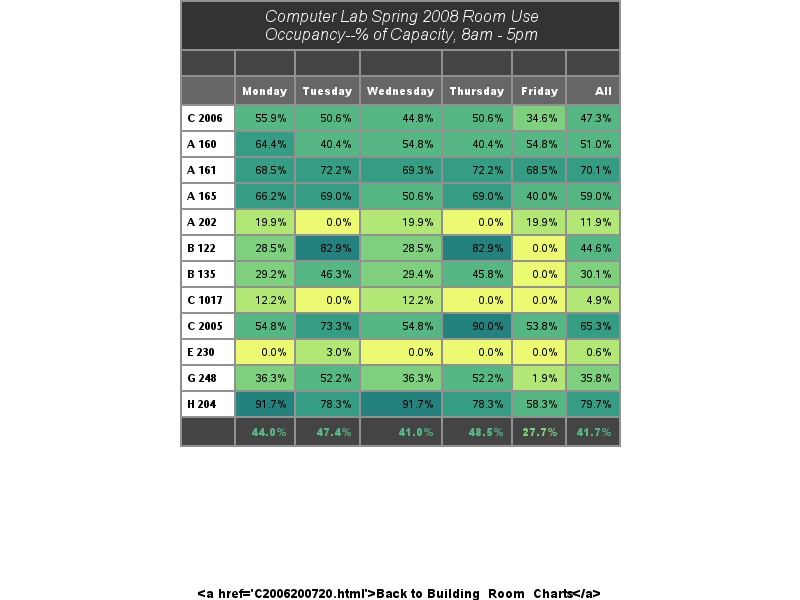 Computer Lab Spring 2008 Room Use
Occupancy--% of Capacity, 8am - 5pm
Monday Tuesday Wednesday Thursday Friday All
C 2006 55.9% 50.6% 44.8% 50.6% 34.6% 47.3%
A 160 64.4% 40.4% 54.8% 40.4% 54.8% 51.0%
A 161 68.5% 72.2% 69.3% 72.2% 68.5% 70.1%
A 165 66.2% 69.0% 50.6% 69.0% 40.0% 59.0%
A 202 19.9% 0.0% 19.9% 0.0% 19.9% 11.9%
B 122 28.5% 82.9% 28.5% 82.9% 0.0% 44.6%
B 135 29.2% 46.3% 29.4% 45.8% 0.0% 30.1%
C 1017 12.2% 0.0% 12.2% 0.0% 0.0% 4.9%
C 2005 54.8% 73.3% 54.8% 90.0% 53.8% 65.3%
E 230 0.0% 3.0% 0.0% 0.0% 0.0% 0.6%
G 248 36.3% 52.2% 36.3% 52.2% 1.9% 35.8%
H 204 91.7% 78.3% 91.7% 78.3% 58.3% 79.7%
44.0% 47.4% 41.0% 48.5% 27.7% 41.7%
<a href='C2006200720.html'>Back to Building_Room_Charts</a>